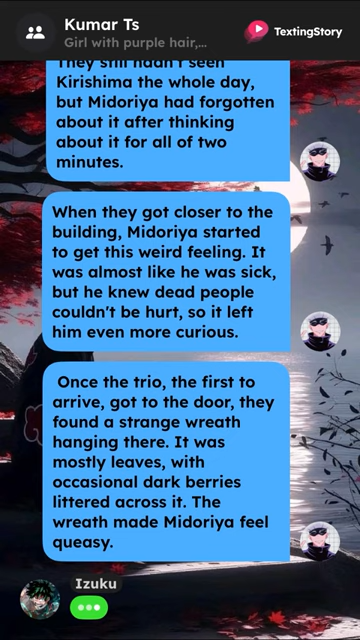 Kumar Ts
Girl with purple hair,...
TextingStory
They still hadn't seen
Kirishima the whole day,
but Midoriya had forgotten
about it after thinking
about it for all of two
minutes.
When they got closer to the
building, Midoriya started
to get this weird feeling. It
was almost like he was sick,
but he knew dead people
couldn't be hurt, so it left
him even more curious.
Once the trio, the first to
arrive, got to the door, they
found a strange wreath
hanging there. It was
mostly leaves, with
occasional dark berries
littered across it. The
wreath made Midoriya feel
queasy.
Izuku